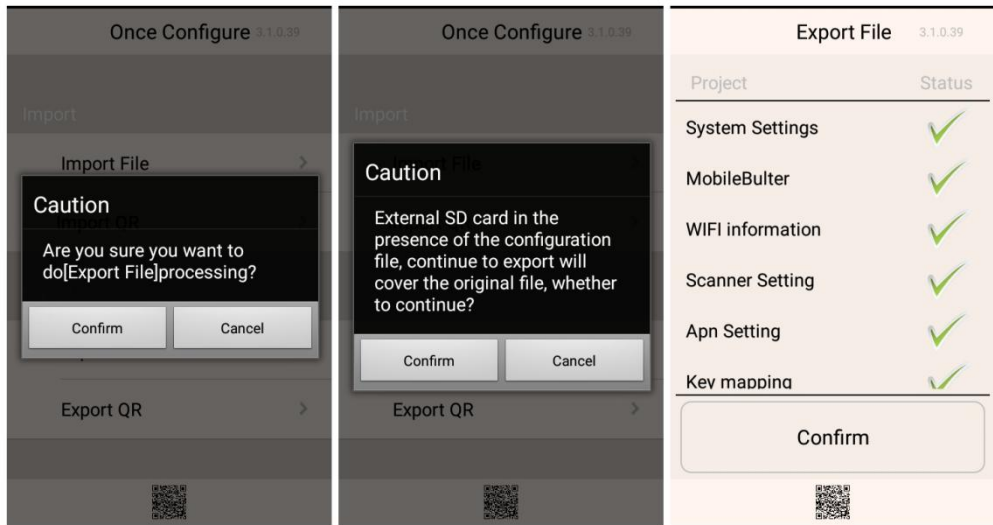 Once Configure 3.1.0.39
Import
Import File
Import QR
Caution
Are you sure you want to
do[Export File]processing?
Confirm Cancel
Export QR
Once Configure 3.1.0.39
Import
Import File
Caution
External SD card in the
presence of the configuration
file, continue to export will
cover the original file, whether
to continue?
Confirm Cancel
Export QR
Export File 3.1.0.39
Project Status
System Settings
MobileBulter
WIFI information
Scanner Setting
Apn Setting
Key mapping
Confirm